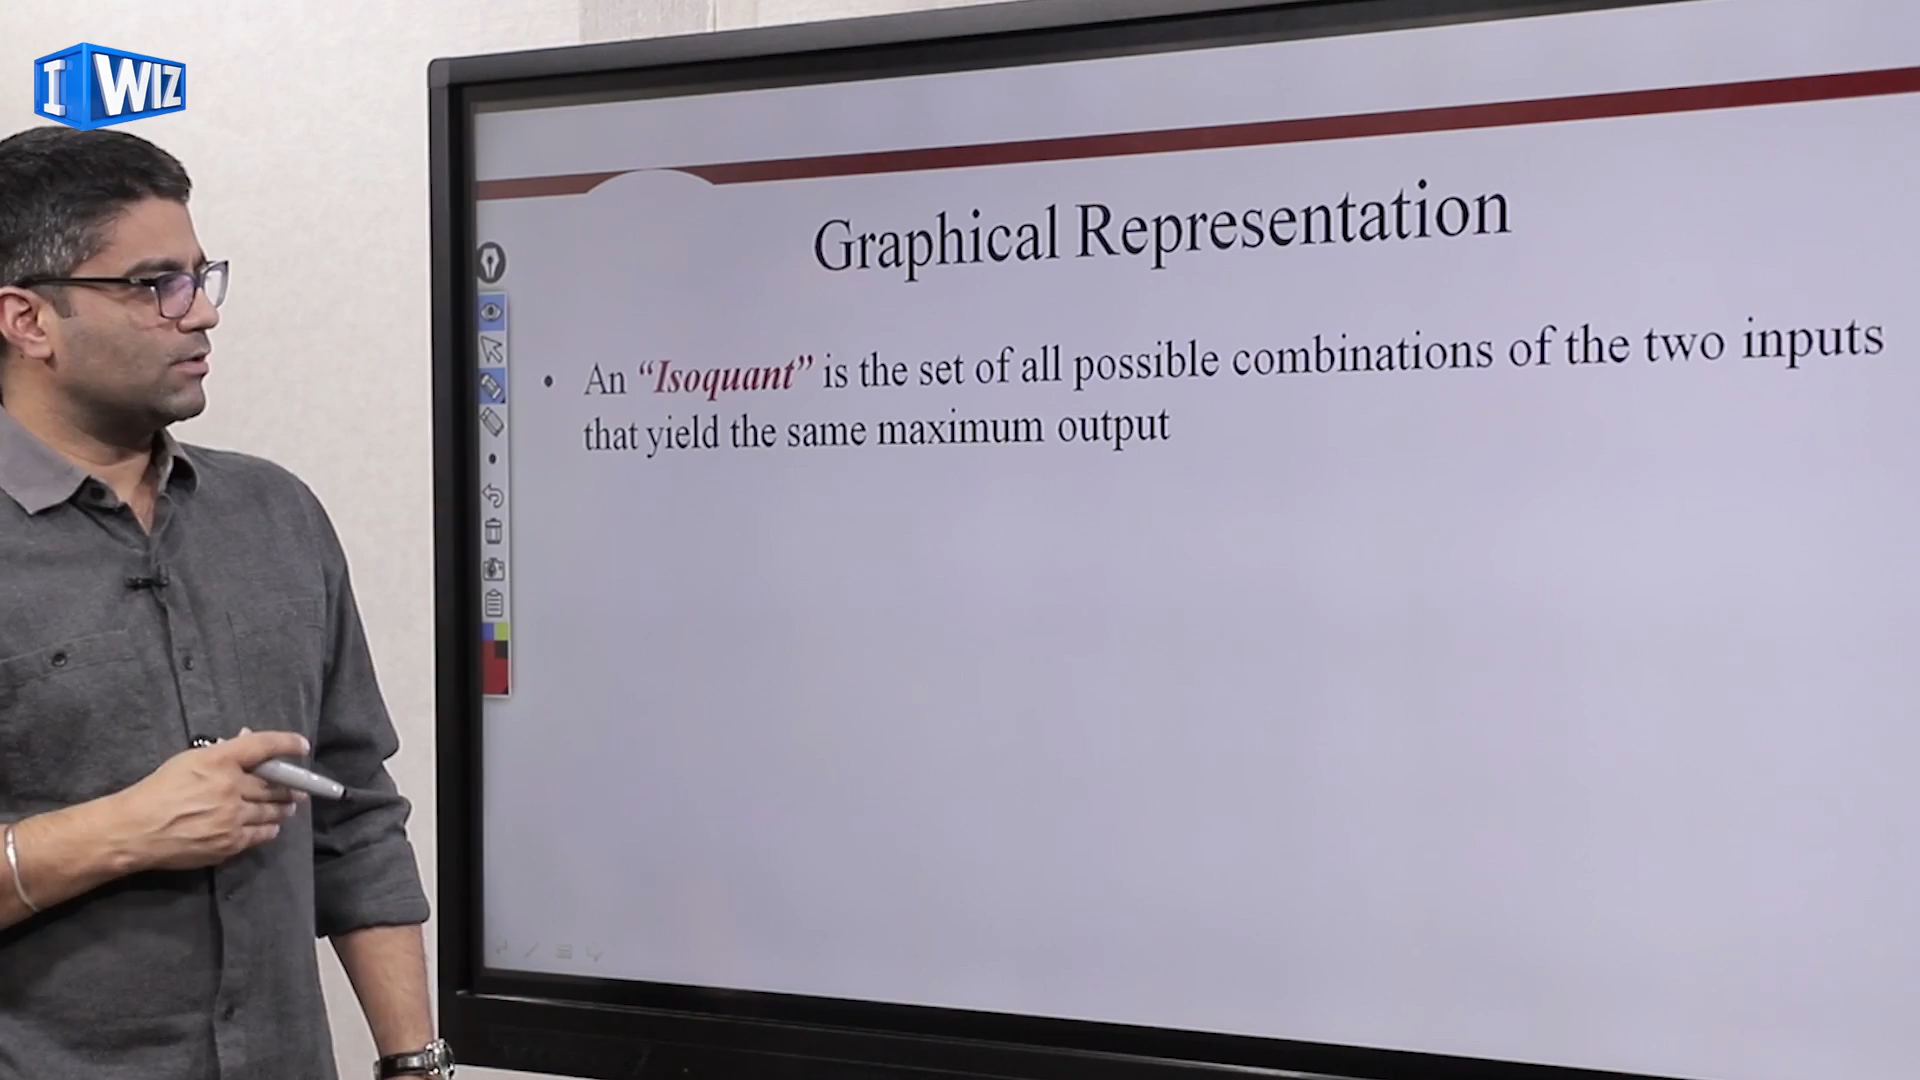 I WIZ
Graphical Representation
• An “Isoquant” is the set of all possible combinations of the two inputs
that yield the same maximum output